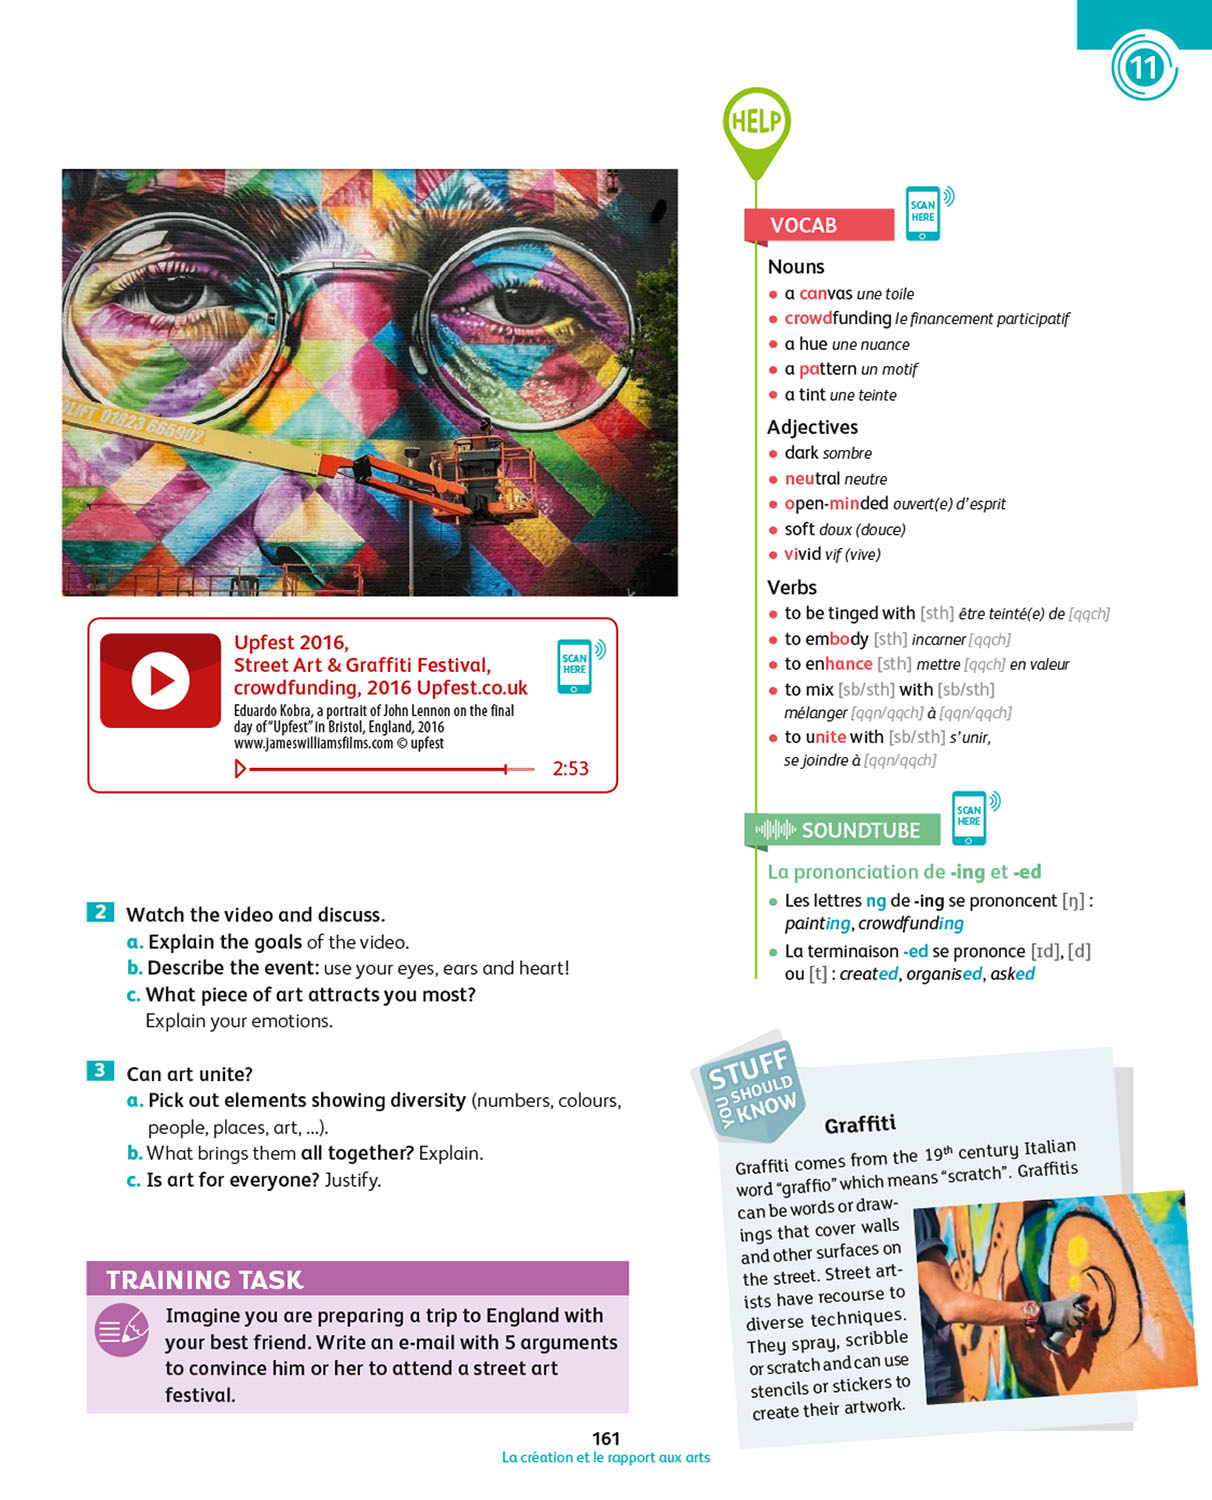 11
HELP
VOCAB
SCAN
HERE
Nouns
• a canvas une toile
• crowdfunding le financement participatif
• a hue une nuance
• a pattern un motif
• a tint une teinte
Adjectives
• dark sombre
• neutral neutre
• open-minded ouvert(e) d'esprit
• soft doux (douce)
• vivid vif (vive)
Verbs
• to be tinged with [sth] être teinté(e) de [qqch]
• to embody [sth] incarner [qqch]
• to enhance [sth] mettre [qqch] en valeur
• to mix [sb/sth] with [sb/sth]
mélanger [qqn/qqch] à [qqn/qqch]
• to unite with [sb/sth] s'unir,
se joindre à [qqn/qqch]
SOUNDTUBE
SCAN
HERE
La prononciation de -ing et -ed
• Les lettres ng de -ing se prononcent [ŋ] :
painting, crowdfunding
• La terminaison -ed se prononce [ɪd], [d]
ou [t] : created, organised, asked
LIFT 01823 665902
Upfest 2016,
Street Art & Graffiti Festival,
crowdfunding, 2016 Upfest.co.uk
SCAN
HERE
Eduardo Kobra, a portrait of John Lennon on the final
day of "Upfest" in Bristol, England, 2016
www.jameswilliamsfilms.com © upfest
2:53
2 Watch the video and discuss.
a. Explain the goals of the video.
b. Describe the event: use your eyes, ears and heart!
c. What piece of art attracts you most?
Explain your emotions.
3 Can art unite?
a. Pick out elements showing diversity (numbers, colours,
people, places, art, ...).
b. What brings them all together? Explain.
c. Is art for everyone? Justify.
TRAINING TASK
Imagine you are preparing a trip to England with
your best friend. Write an e-mail with 5 arguments
to convince him or her to attend a street art
festival.
STUFF
YOU SHOULD
KNOW
Graffiti
Graffiti comes from the 19th century Italian
word "graffio" which means "scratch". Graffitis
can be words or draw-
ings that cover walls
and other surfaces on
the street. Street art-
ists have recourse to
diverse techniques.
They spray, scribble
or scratch and can use
stencils or stickers to
create their artwork.
161
La création et le rapport aux arts